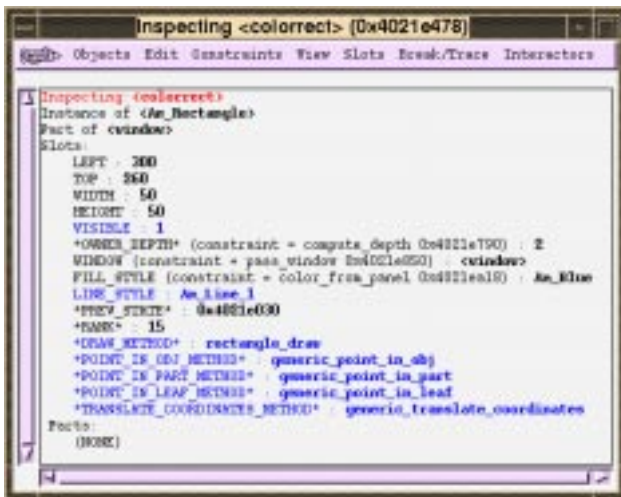 Inspecting <colorrect> (0x4021e478)
Objects Edit Constraints View Slots Break/Trace Interactors
Inspecting <colorrect>
Instance of <Am_Rectangle>
Part of <window>
Slots:
LEFT : 300
TOP : 260
WIDTH : 50
HEIGHT : 50
VISIBLE : 1
*OWNER_DEPTH* (constraint = compute_depth 0x4021e790) : 2
WINDOW (constraint = pass_window 0x4021e850) : <window>
FILL_STYLE (constraint = color_from_panel 0x4021ea18) : Am_Blue
LINE_STYLE : Am_Line_1
*PREV_STATE* : 0x4021e030
*RANK* : 15
*DRAW_METHOD* : rectangle_draw
*POINT_IN_OBJ_METHOD* : generic_point_in_obj
*POINT_IN_PART_METHOD* : generic_point_in_part
*POINT_IN_LEAF_METHOD* : generic_point_in_leaf
*TRANSLATE_COORDINATES_METHOD* : generic_translate_coordinates
Parts:
(NONE)